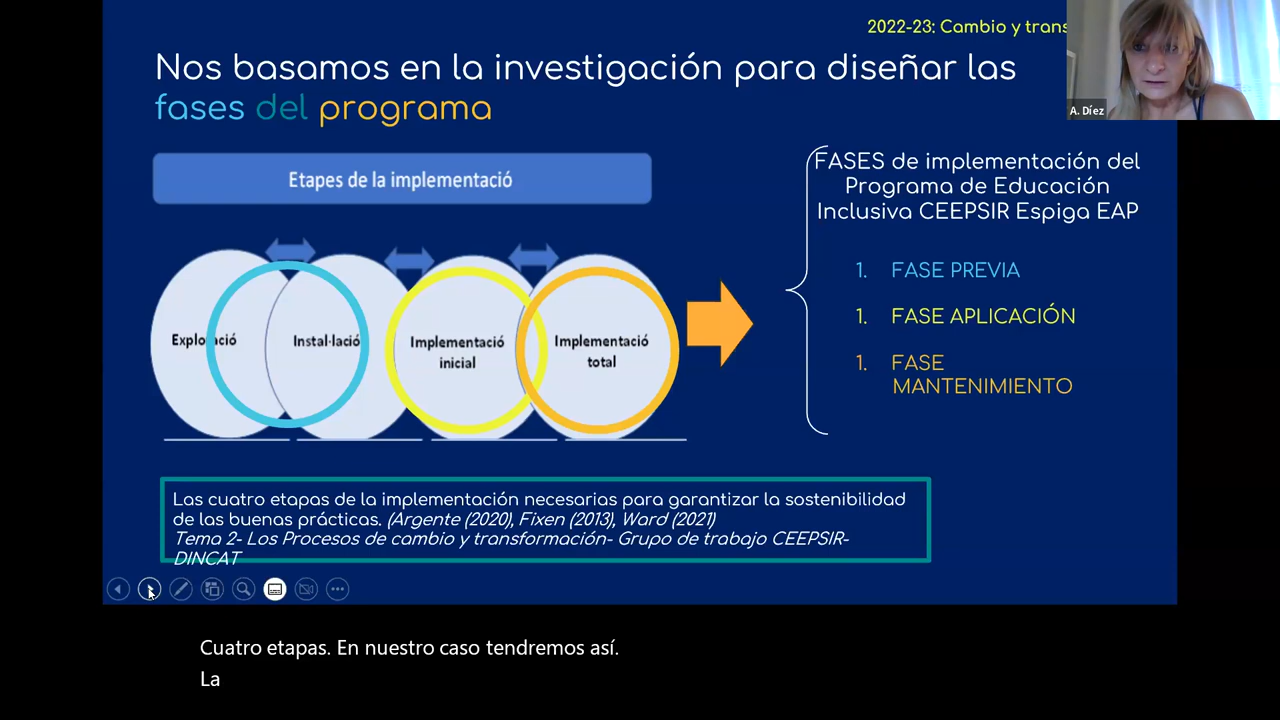 2022-23: Cambio y trans
Nos basamos en la investigación para diseñar las
fases del programa
A. Díez
Etapes de la implementació
Exploració
Instal·lació
Implementació
inicial
Implementació
total
FASES de implementación del
Programa de Educación
Inclusiva CEEPSIR Espiga EAP
1. FASE PREVIA
1. FASE APLICACIÓN
1. FASE
MANTENIMIENTO
Las cuatro etapas de la implementación necesarias para garantizar la sostenibilidad
de las buenas prácticas. (Argente (2020), Fixen (2013), Ward (2021)
Tema 2- Los Procesos de cambio y transformación- Grupo de trabajo CEEPSIR-
DINCAT
Cuatro etapas. En nuestro caso tendremos así.
La